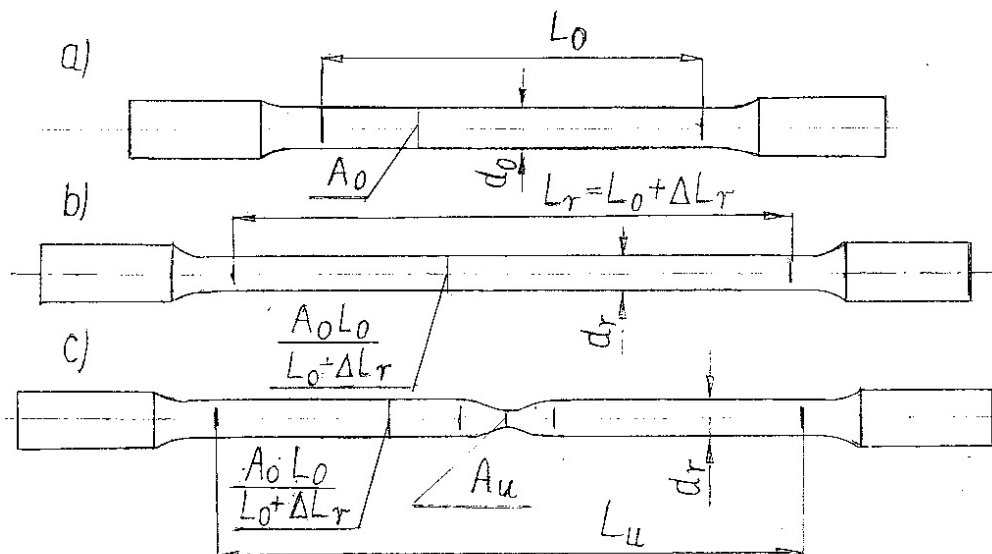 a)
L₀
A₀
d₀
b)
Lᵣ=L₀+ΔLᵣ
A₀L₀
L₀+ΔLᵣ
dᵣ
c)
A₀ L₀
L₀+ΔLᵣ
Aᵤ
dᵣ
Lᵤ